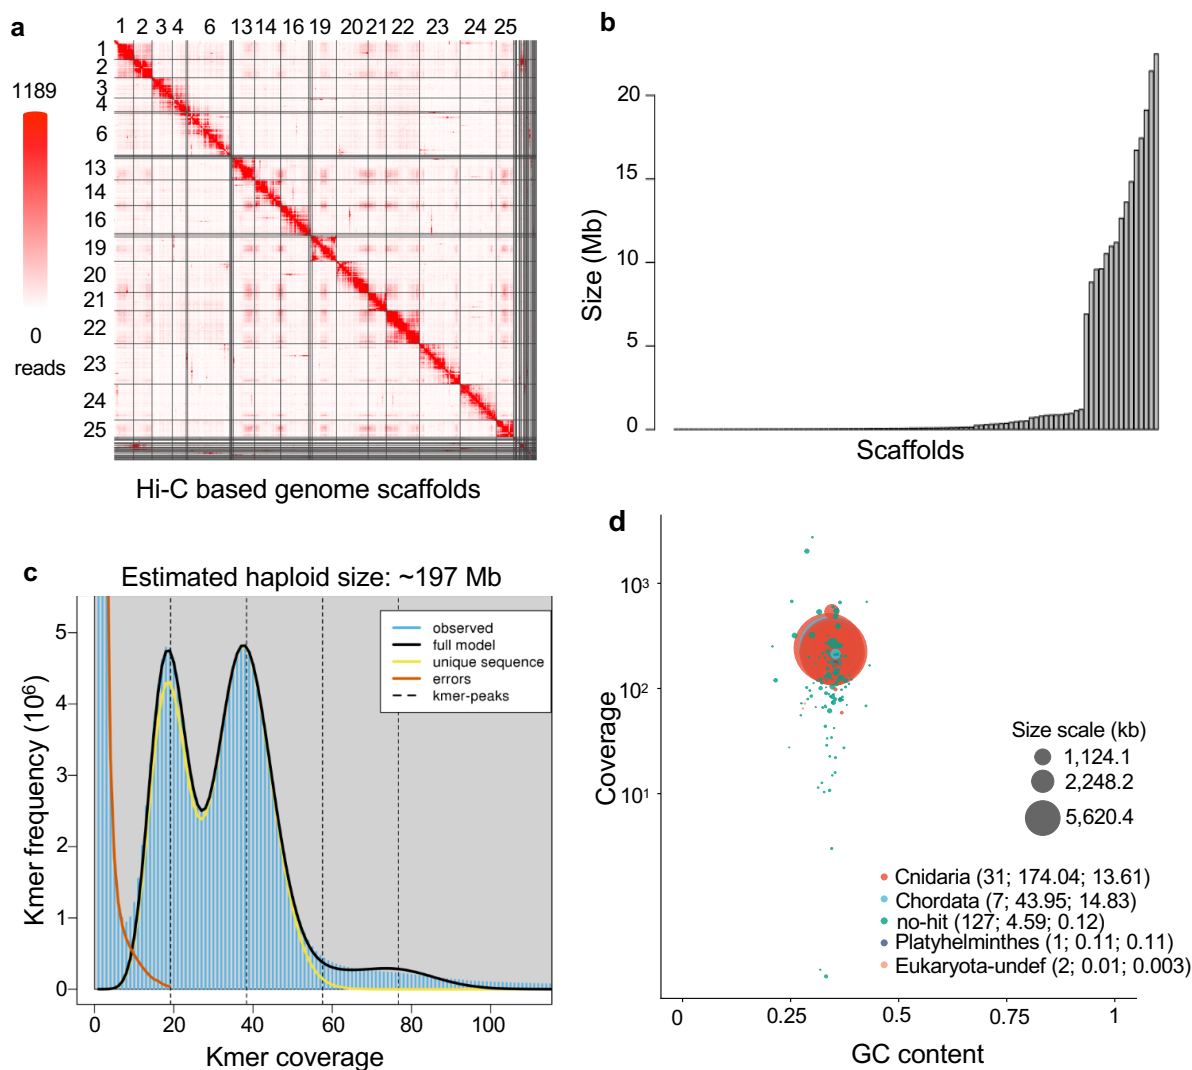 a
1 2 3 4 6 13 14 16 19 20 21 22 23 24 25
1189
0
reads
1
2
3
4
6
13
14
16
19
20
21
22
23
24
25
Hi-C based genome scaffolds
b
Size (Mb)
20
15
10
5
0
Scaffolds
c
Estimated haploid size: ~197 Mb
Kmer frequency (10⁶)
5
4
3
2
1
0
observed
full model
unique sequence
errors
kmer-peaks
0 20 40 60 80 100
Kmer coverage
d
Coverage
10³
10²
10¹
Size scale (kb)
1,124.1
2,248.2
5,620.4
Cnidaria (31; 174.04; 13.61)
Chordata (7; 43.95; 14.83)
no-hit (127; 4.59; 0.12)
Platyhelminthes (1; 0.11; 0.11)
Eukaryota-undef (2; 0.01; 0.003)
0 0.25 0.5 0.75 1
GC content